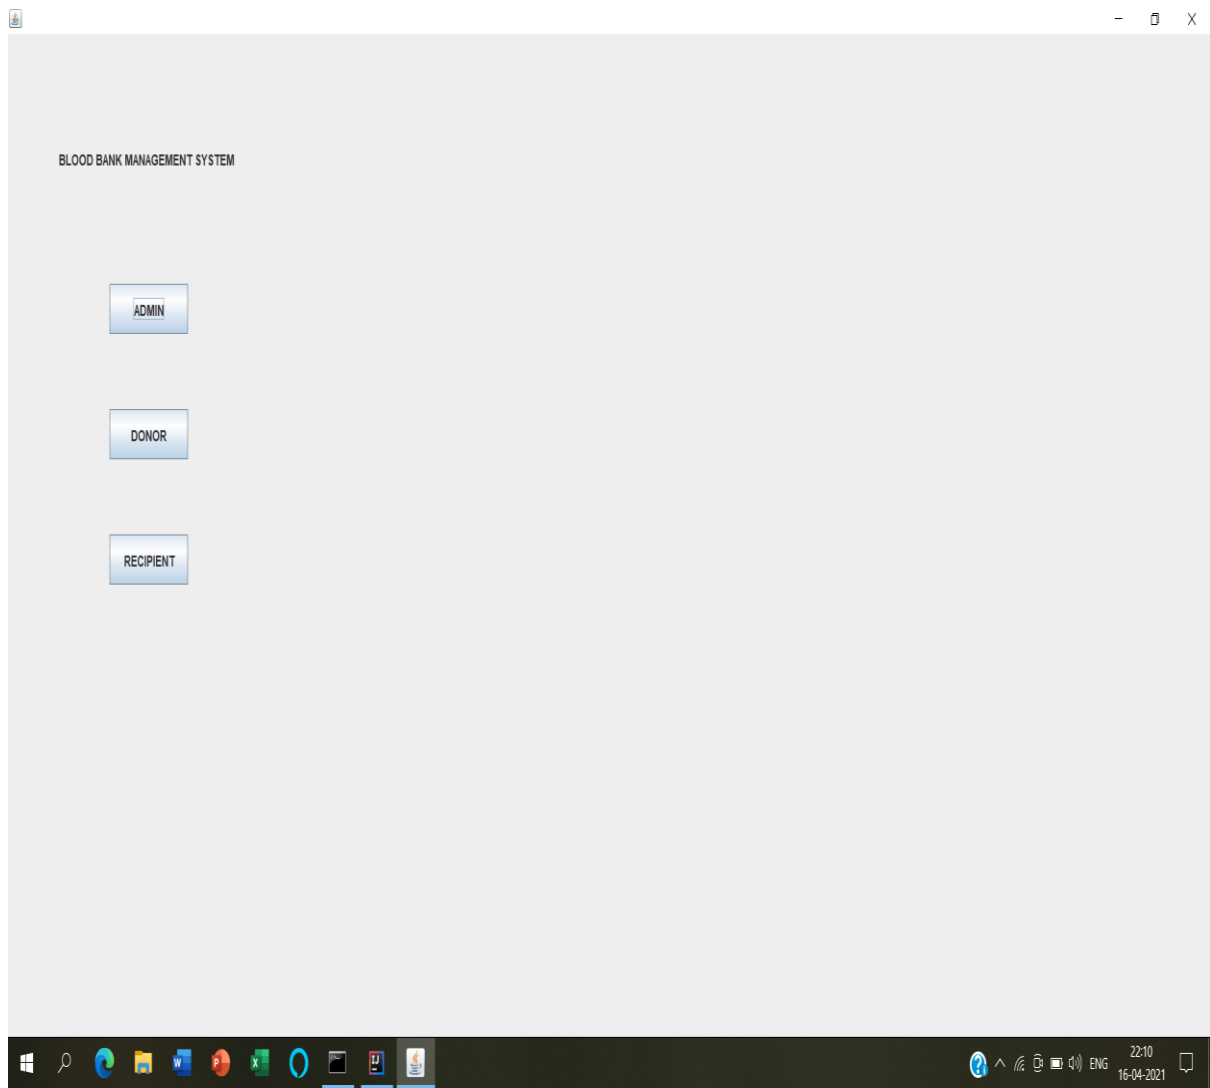 BLOOD BANK MANAGEMENT SYSTEM
ADMIN
DONOR
RECIPIENT
ENG
22:10
16-04-2021